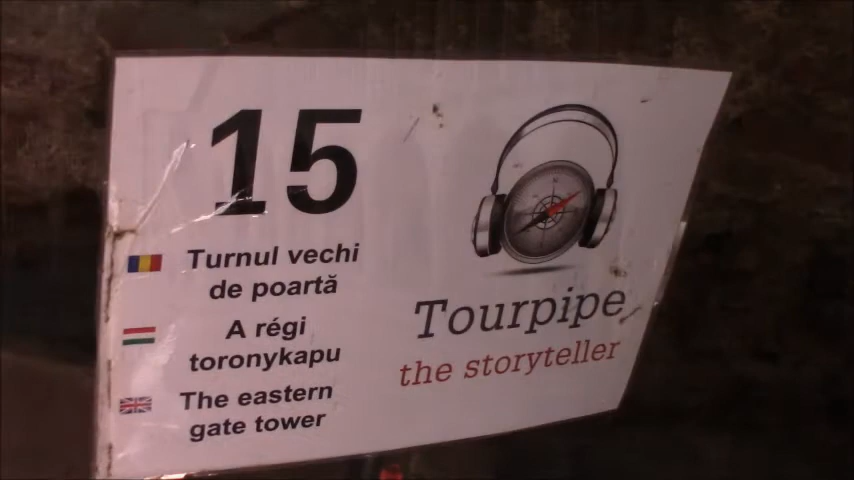 15
Turnul vechi
de poartă
A régi
toronykapu
The eastern
gate tower
Tourpipe
the storyteller